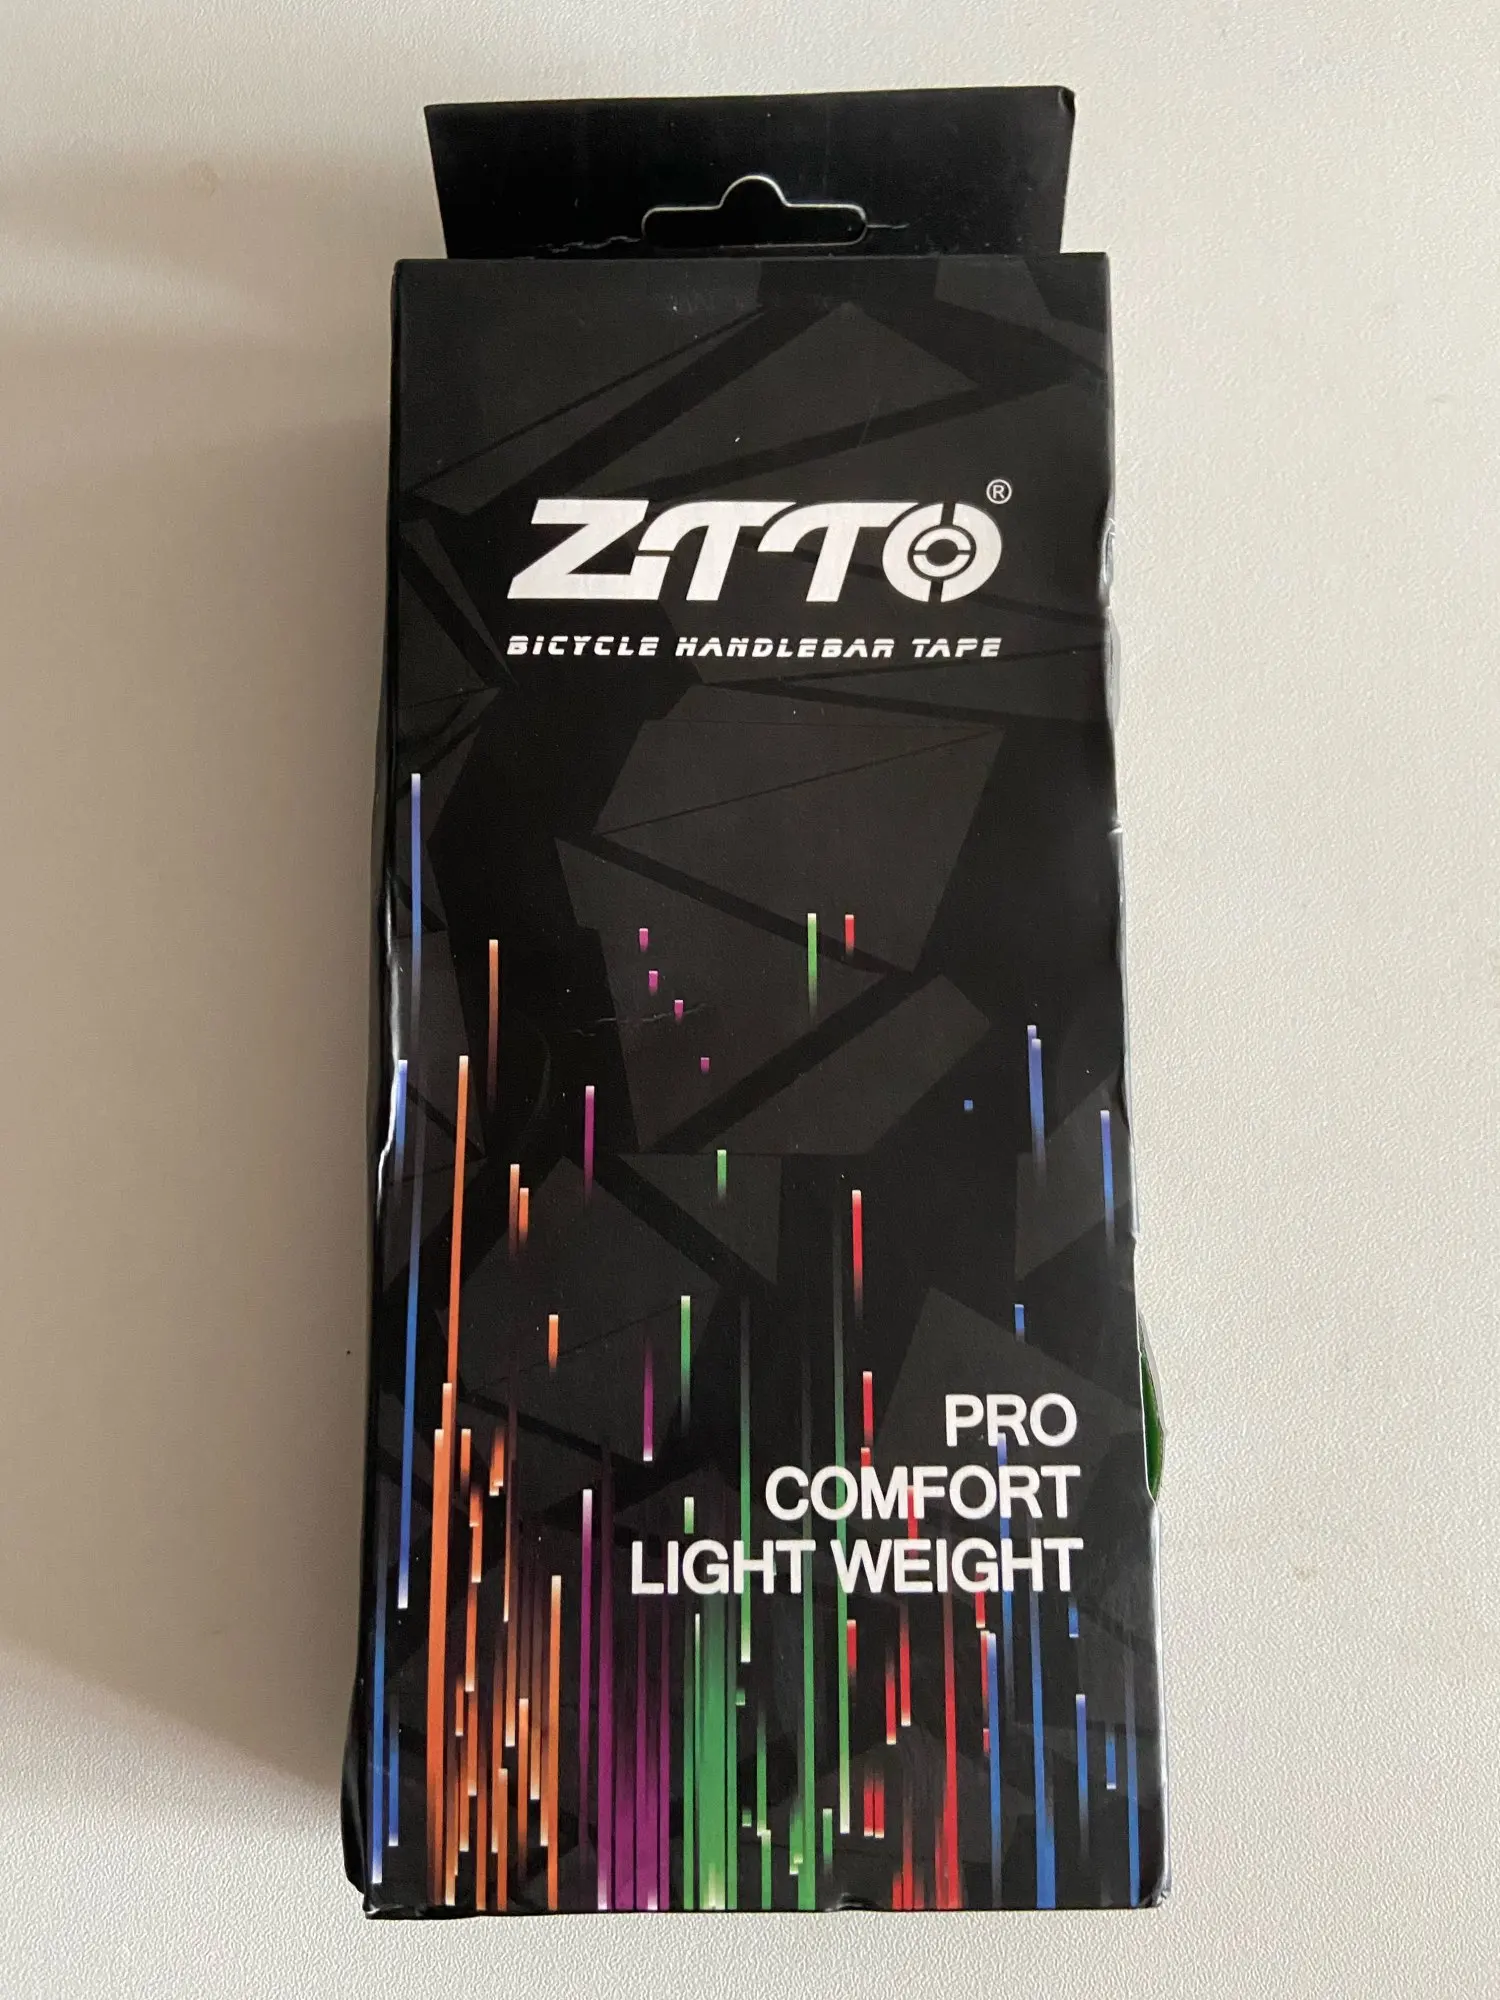 ZTTO®
BICYCLE HANDLEBAR TAPE
PRO
COMFORT
LIGHT WEIGHT